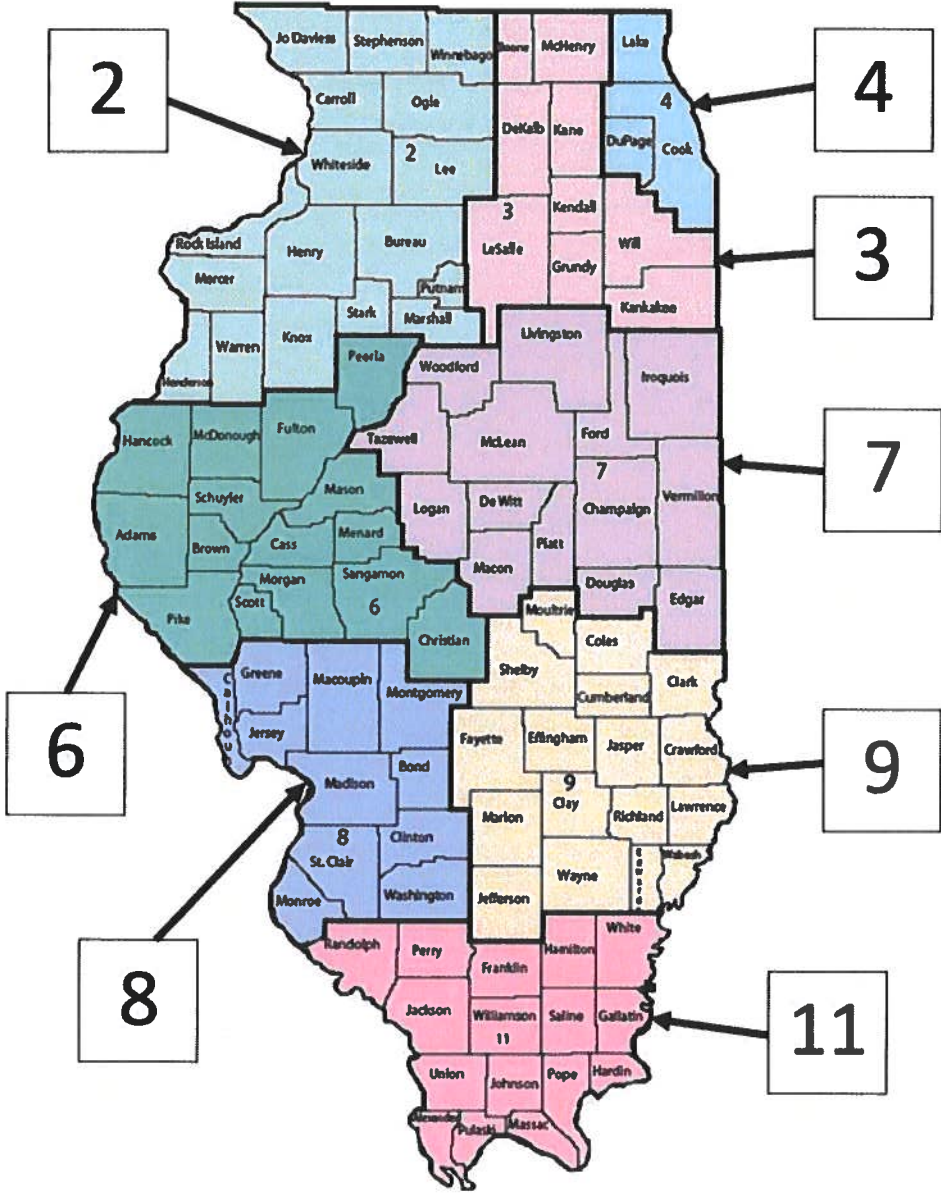 Jo Daviess
Stephenson
Winnebago
Boone
McHenry
Lake
2
4
Carroll
Ogle
DeKalb
Kane
4
DuPage
Cook
Whiteside
2
Lee
3
Kendall
LaSalle
Will
3
Rock Island
Henry
Bureau
Grundy
Mercer
Putnam
Kankakee
Stark
Marshall
Warren
Knox
Henderson
Peoria
Livingston
Woodford
Iroquois
Hancock
McDonough
Fulton
Tazewell
McLean
Ford
7
7
Mason
Schuyler
Logan
De Witt
Champaign
Vermilion
Adams
Brown
Cass
Menard
Piatt
Macon
Morgan
Sangamon
Scott
6
Douglas
Edgar
Pike
Christian
Moultrie
Coles
6
Shelby
Clark
Calhoun
Greene
Macoupin
Montgomery
Cumberland
Jersey
Fayette
Effingham
Jasper
Crawford
9
Madison
Bond
9
Clay
Marion
Richland
Lawrence
8
St. Clair
Clinton
Wayne
Edwards
Wabash
Monroe
Washington
Jefferson
8
Randolph
Perry
Hamilton
White
Franklin
Jackson
Williamson
11
Saline
Gallatin
11
Union
Johnson
Pope
Hardin
Alexander
Pulaski
Massac